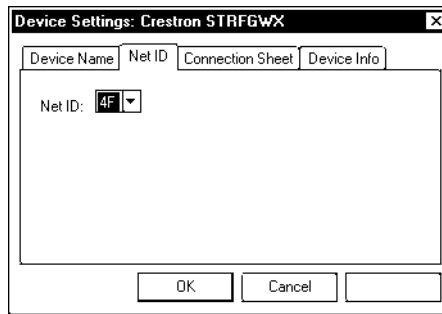 Device Settings: Crestron STRFGWX
Device Name Net ID Connection Sheet Device Info
Net ID: 4F
OK Cancel